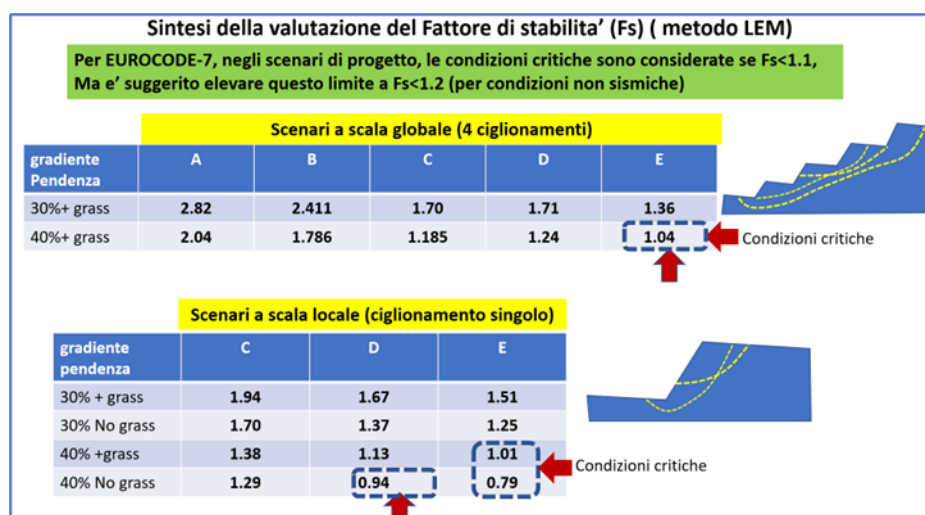 Sintesi della valutazione del Fattore di stabilita' (Fs) ( metodo LEM)
Per EUROCODE-7, negli scenari di progetto, le condizioni critiche sono considerate se Fs<1.1,
Ma e' suggerito elevare questo limite a Fs<1.2 (per condizioni non sismiche)
Scenari a scala globale (4 ciglionamenti)
gradiente Pendenza A B C D E
30%+ grass 2.82 2.411 1.70 1.71 1.36
40%+ grass 2.04 1.786 1.185 1.24 1.04
Condizioni critiche
Scenari a scala locale (ciglionamento singolo)
gradiente pendenza C D E
30% + grass 1.94 1.67 1.51
30% No grass 1.70 1.37 1.25
40% +grass 1.38 1.13 1.01
40% No grass 1.29 0.94 0.79
Condizioni critiche